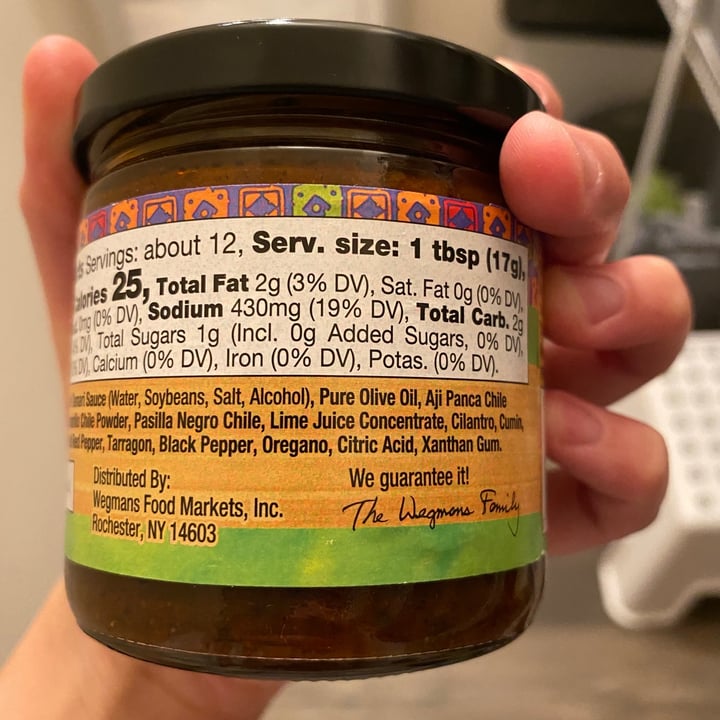 Servings: about 12, Serv. size: 1 tbsp (17g),
25, Total Fat 2g (3% DV), Sat. Fat 0g (0% DV),
(0% DV), Sodium 430mg (19% DV), Total Carb. 2g
DV), Total Sugars 1g (Incl. 0g Added Sugars, 0% DV),
DV), Calcium (0% DV), Iron (0% DV), Potas. (0% DV).
Sauce (Water, Soybeans, Salt, Alcohol), Pure Olive Oil, Aji Panca Chile
Chile Powder, Pasilla Negro Chile, Lime Juice Concentrate, Cilantro, Cumin,
Pepper, Tarragon, Black Pepper, Oregano, Citric Acid, Xanthan Gum.
Distributed By:
Wegmans Food Markets, Inc.
Rochester, NY 14603
We guarantee it!
The Wegmans Family